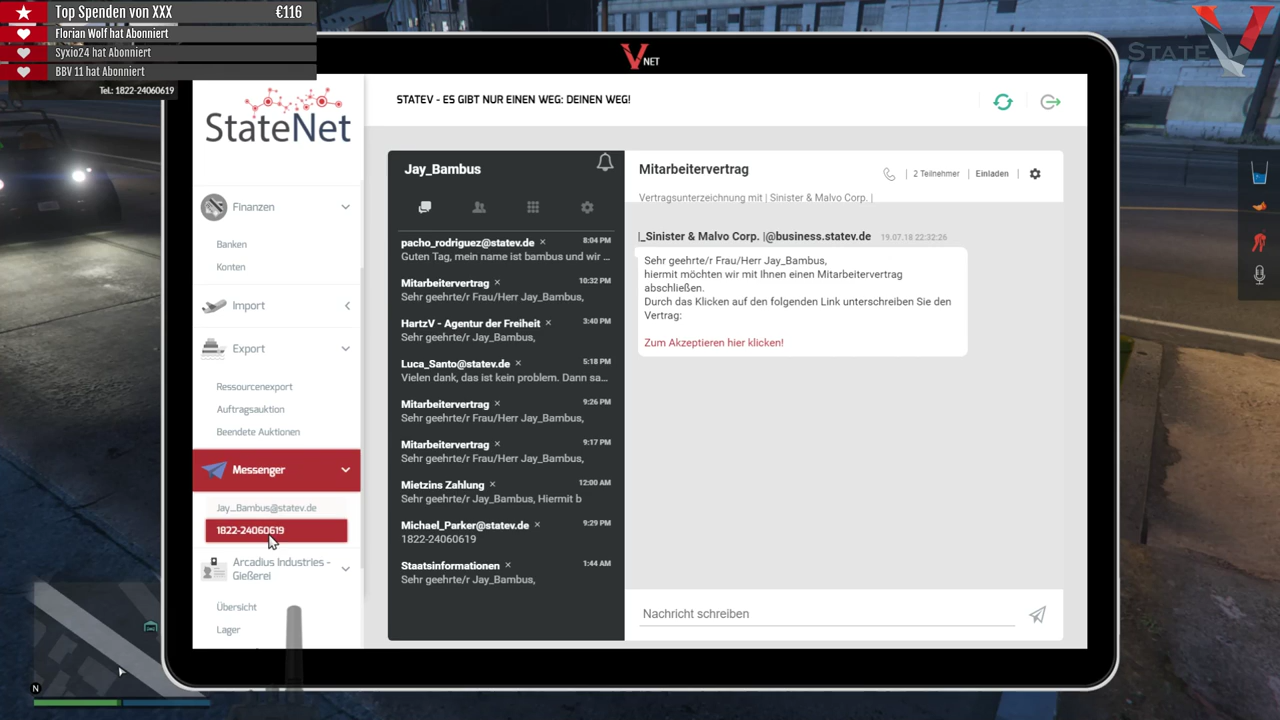 Top Spenden von XXX €116
Florian Wolf hat Abonniert
Syxio24 hat Abonniert
BBV 11 hat Abonniert
Tel.: 1822-24060619
V NET
STATEV
StateNet
STATEV - ES GIBT NUR EINEN WEG: DEINEN WEG!
Finanzen
Banken
Konten
Import
Export
Ressourcenexport
Auftragsauktion
Beendete Auktionen
Messenger
Jay_Bambus@statev.de
1822-24060619
Arcadius Industries -
Gießerei
Übersicht
Lager
Jay_Bambus
pacho_rodriguez@statev.de × 8:04 PM
Guten Tag, mein name ist bambus und wir ...
Mitarbeitervertrag × 10:32 PM
Sehr geehrte/r Frau/Herr Jay_Bambus,
HartzV - Agentur der Freiheit × 3:40 PM
Sehr geehrte/r Jay_Bambus,
Luca_Santo@statev.de × 5:18 PM
Vielen dank, das ist kein problem. Dann sa...
Mitarbeitervertrag × 9:26 PM
Sehr geehrte/r Frau/Herr Jay_Bambus,
Mitarbeitervertrag × 9:17 PM
Sehr geehrte/r Frau/Herr Jay_Bambus,
Mietzins Zahlung × 12:00 AM
Sehr geehrte/r Jay_Bambus, Hiermit b
Michael_Parker@statev.de × 9:29 PM
1822-24060619
Staatsinformationen × 1:44 AM
Sehr geehrte/r Jay_Bambus,
Mitarbeitervertrag
2 Teilnehmer | Einladen |
Vertragsunterzeichnung mit | Sinister & Malvo Corp. |
|_Sinister & Malvo Corp. |@business.statev.de 19.07.18 22:32:26
Sehr geehrte/r Frau/Herr Jay_Bambus,
hiermit möchten wir mit Ihnen einen Mitarbeitervertrag
abschließen.
Durch das Klicken auf den folgenden Link unterschreiben Sie den
Vertrag:
Zum Akzeptieren hier klicken!
Nachricht schreiben
N